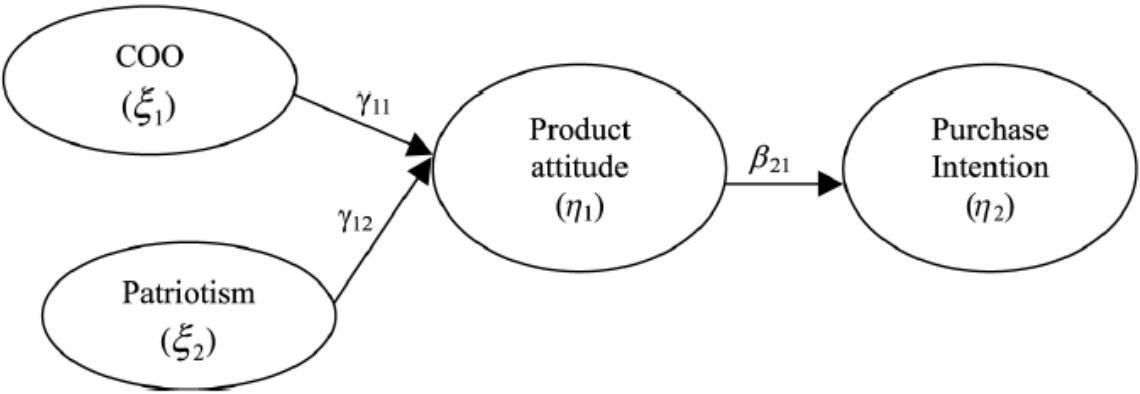 COO
(ξ₁)
γ₁₁
Product
attitude
(η₁)
β₂₁
Purchase
Intention
(η₂)
γ₁₂
Patriotism
(ξ₂)